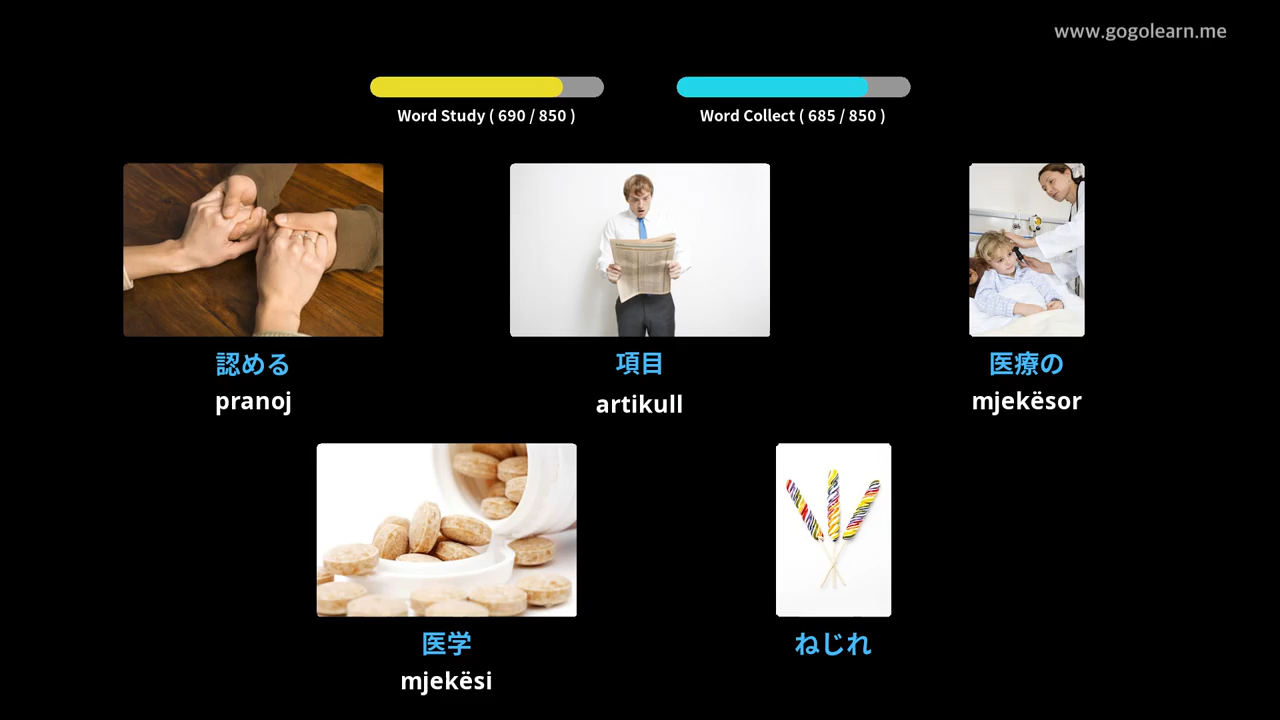 www.gogolearn.me
Word Study ( 690 / 850 )
Word Collect ( 685 / 850 )
認める
pranoj
項目
artikull
医療の
mjekësor
医学
mjekësi
ねじれ